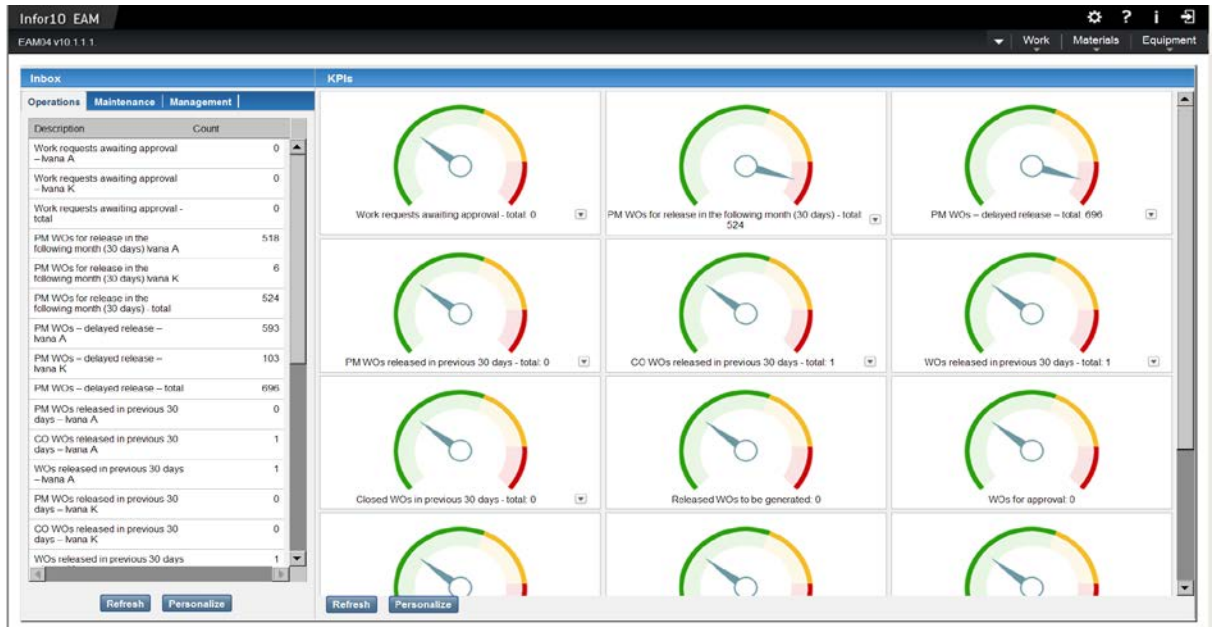 Infor10 EAM
EAM04 v10.1.1.1
Work
Materials
Equipment
Inbox
Operations
Maintenance
Management
Description Count
Work requests awaiting approval 0
– Ivana A
Work requests awaiting approval 0
– Ivana K
Work requests awaiting approval - 0
total
PM WOs for release in the 518
following month (30 days) Ivana A
PM WOs for release in the 6
following month (30 days) Ivana K
PM WOs for release in the 524
following month (30 days) - total
PM WOs – delayed release – 593
Ivana A
PM WOs – delayed release – 103
Ivana K
PM WOs – delayed release – total 696
PM WOs released in previous 30 0
days – Ivana A
CO WOs released in previous 30 1
days – Ivana A
WOs released in previous 30 days 1
– Ivana A
PM WOs released in previous 30 0
days – Ivana K
CO WOs released in previous 30 0
days – Ivana K
WOs released in previous 30 days 1
Refresh
Personalize
KPIs
Work requests awaiting approval - total: 0
PM WOs for release in the following month (30 days) - total:
524
PM WOs – delayed release – total: 696
PM WOs released in previous 30 days - total: 0
CO WOs released in previous 30 days - total: 1
WOs released in previous 30 days - total: 1
Closed WOs in previous 30 days - total: 0
Released WOs to be generated: 0
WOs for approval: 0
Refresh
Personalize